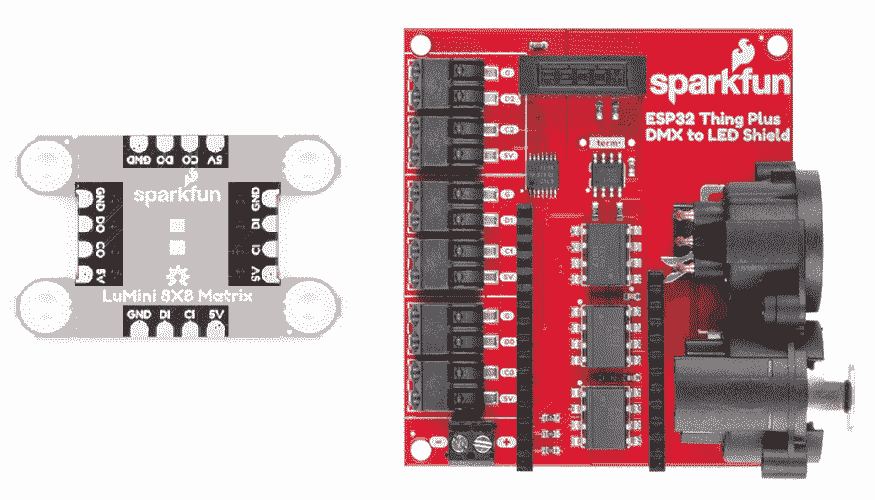 GND DO CO 5V
sparkfun
GND
DO
CO
5V
GND
DI
CI
5V
LuMini 8X8 Matrix
GND DI CI 5V
sparkfun
ESP32 Thing Plus
DMX to LED Shield
term
G
D2
C2
5V
G
D1
C1
5V
G
D0
C0
5V
- +